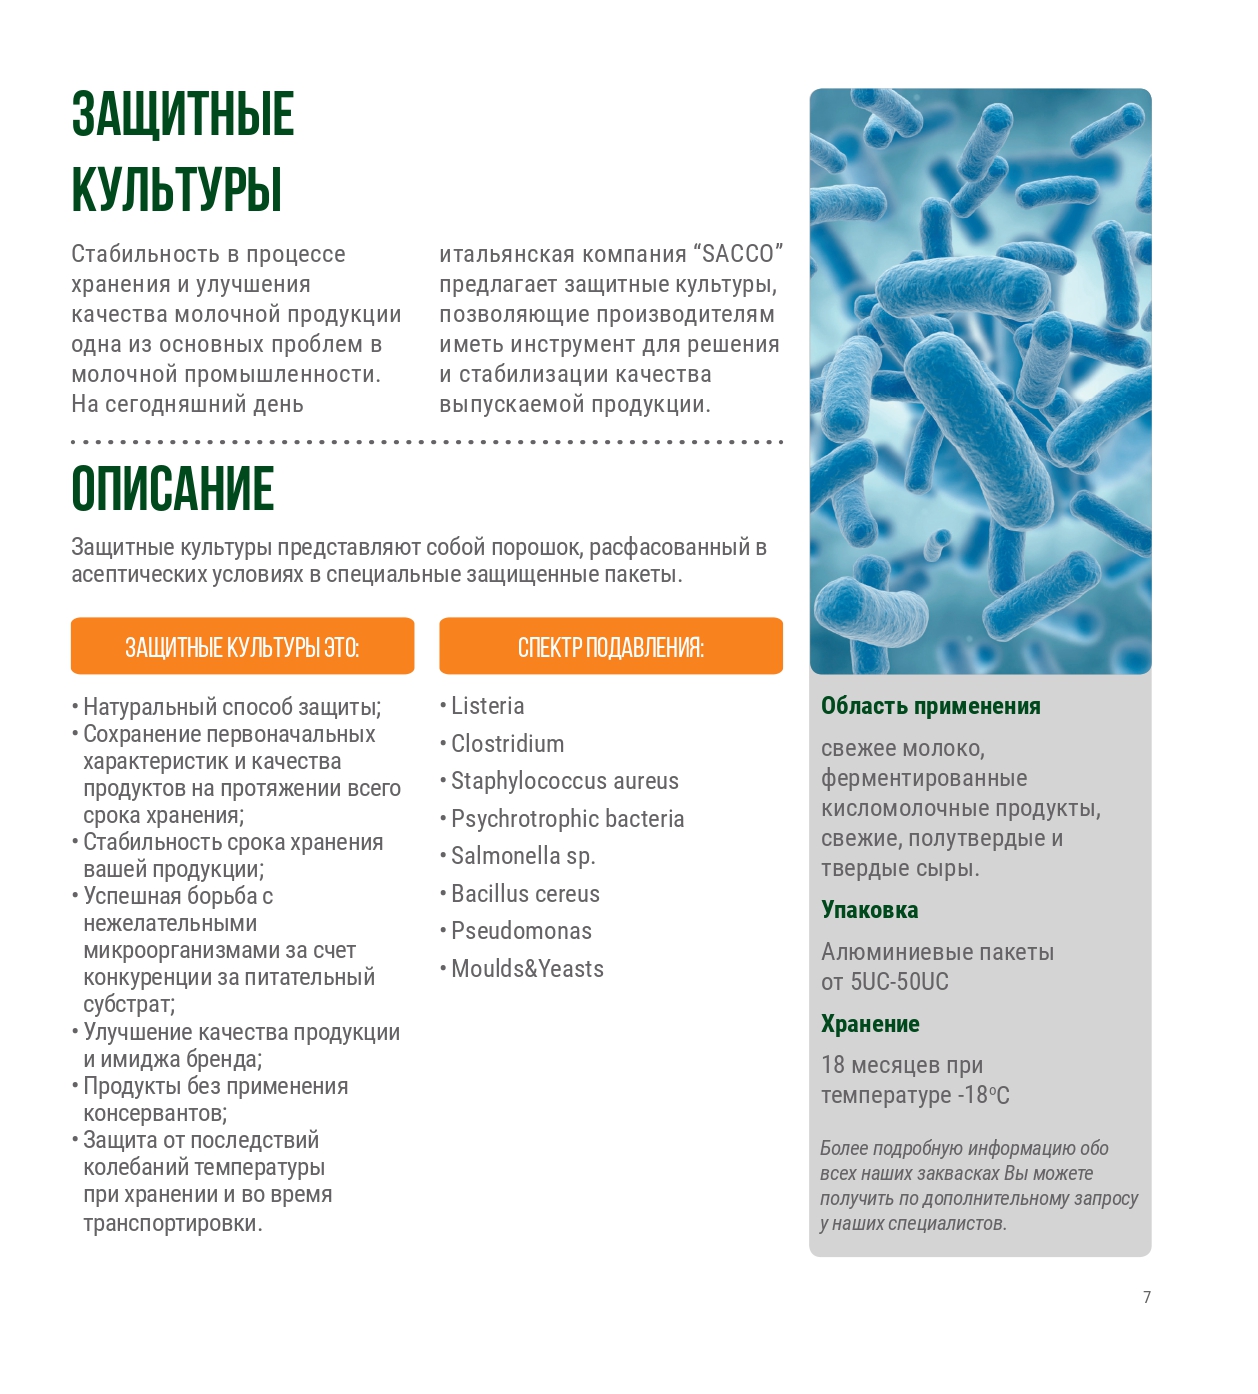 ЗАЩИТНЫЕ
КУЛЬТУРЫ
Стабильность в процессе
хранения и улучшения
качества молочной продукции
одна из основных проблем в
молочной промышленности.
На сегодняшний день
итальянская компания “SACCO”
предлагает защитные культуры,
позволяющие производителям
иметь инструмент для решения
и стабилизации качества
выпускаемой продукции.
ОПИСАНИЕ
Защитные культуры представляют собой порошок, расфасованный в
асептических условиях в специальные защищенные пакеты.
ЗАЩИТНЫЕ КУЛЬТУРЫ ЭТО:
• Натуральный способ защиты;
• Сохранение первоначальных
характеристик и качества
продуктов на протяжении всего
срока хранения;
• Стабильность срока хранения
вашей продукции;
• Успешная борьба с
нежелательными
микроорганизмами за счет
конкуренции за питательный
субстрат;
• Улучшение качества продукции
и имиджа бренда;
• Продукты без применения
консервантов;
• Защита от последствий
колебаний температуры
при хранении и во время
транспортировки.
СПЕКТР ПОДАВЛЕНИЯ:
• Listeria
• Clostridium
• Staphylococcus aureus
• Psychrotrophic bacteria
• Salmonella sp.
• Bacillus cereus
• Pseudomonas
• Moulds&Yeasts
Область применения
свежее молоко,
ферментированные
кисломолочные продукты,
свежие, полутвердые и
твердые сыры.
Упаковка
Алюминиевые пакеты
от 5UC-50UC
Хранение
18 месяцев при
температуре -18ºC
Более подробную информацию обо
всех наших заквасках Вы можете
получить по дополнительному запросу
у наших специалистов.
7